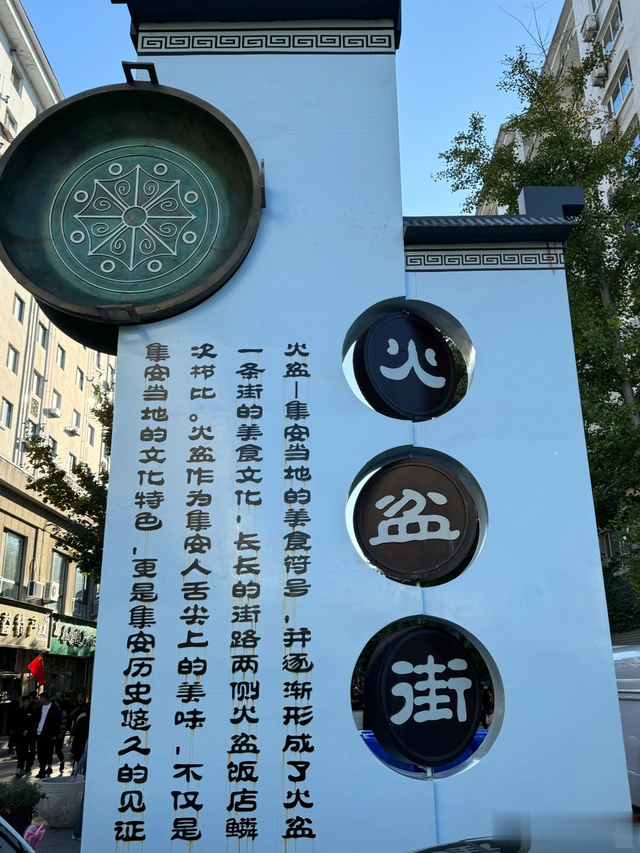 火盆街
火盆—集安当地的美食符号，并逐渐形成了火盆
一条街的美食文化，长长的街路两侧火盆饭店鳞
次栉比。火盆作为集安人舌尖上的美味，不仅是
集安当地的文化特色，更是集安历史悠久的见证